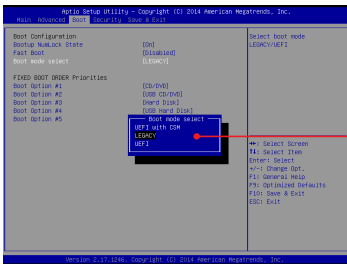 Aptio Setup Utility – Copyright (C) 2014 American Megatrends, Inc.
Main Advanced Boot Security Save & Exit
Boot Configuration
Bootup NumLock State [On]
Fast Boot [Disabled]
Boot mode select [LEGACY]
FIXED BOOT ORDER Priorities
Boot Option #1 [CD/DVD]
Boot Option #2 [USB CD/DVD]
Boot Option #3 [Hard Disk]
Boot Option #4 [USB Hard Disk]
Boot Option #5
Boot mode select
UEFI with CSM
LEGACY
UEFI
Select boot mode
LEGACY/UEFI
→←: Select Screen
↑↓: Select Item
Enter: Select
+/-: Change Opt.
F1: General Help
F9: Optimized Defaults
F10: Save & Exit
ESC: Exit
Version 2.17.1246. Copyright (C) 2014 American Megatrends, Inc.